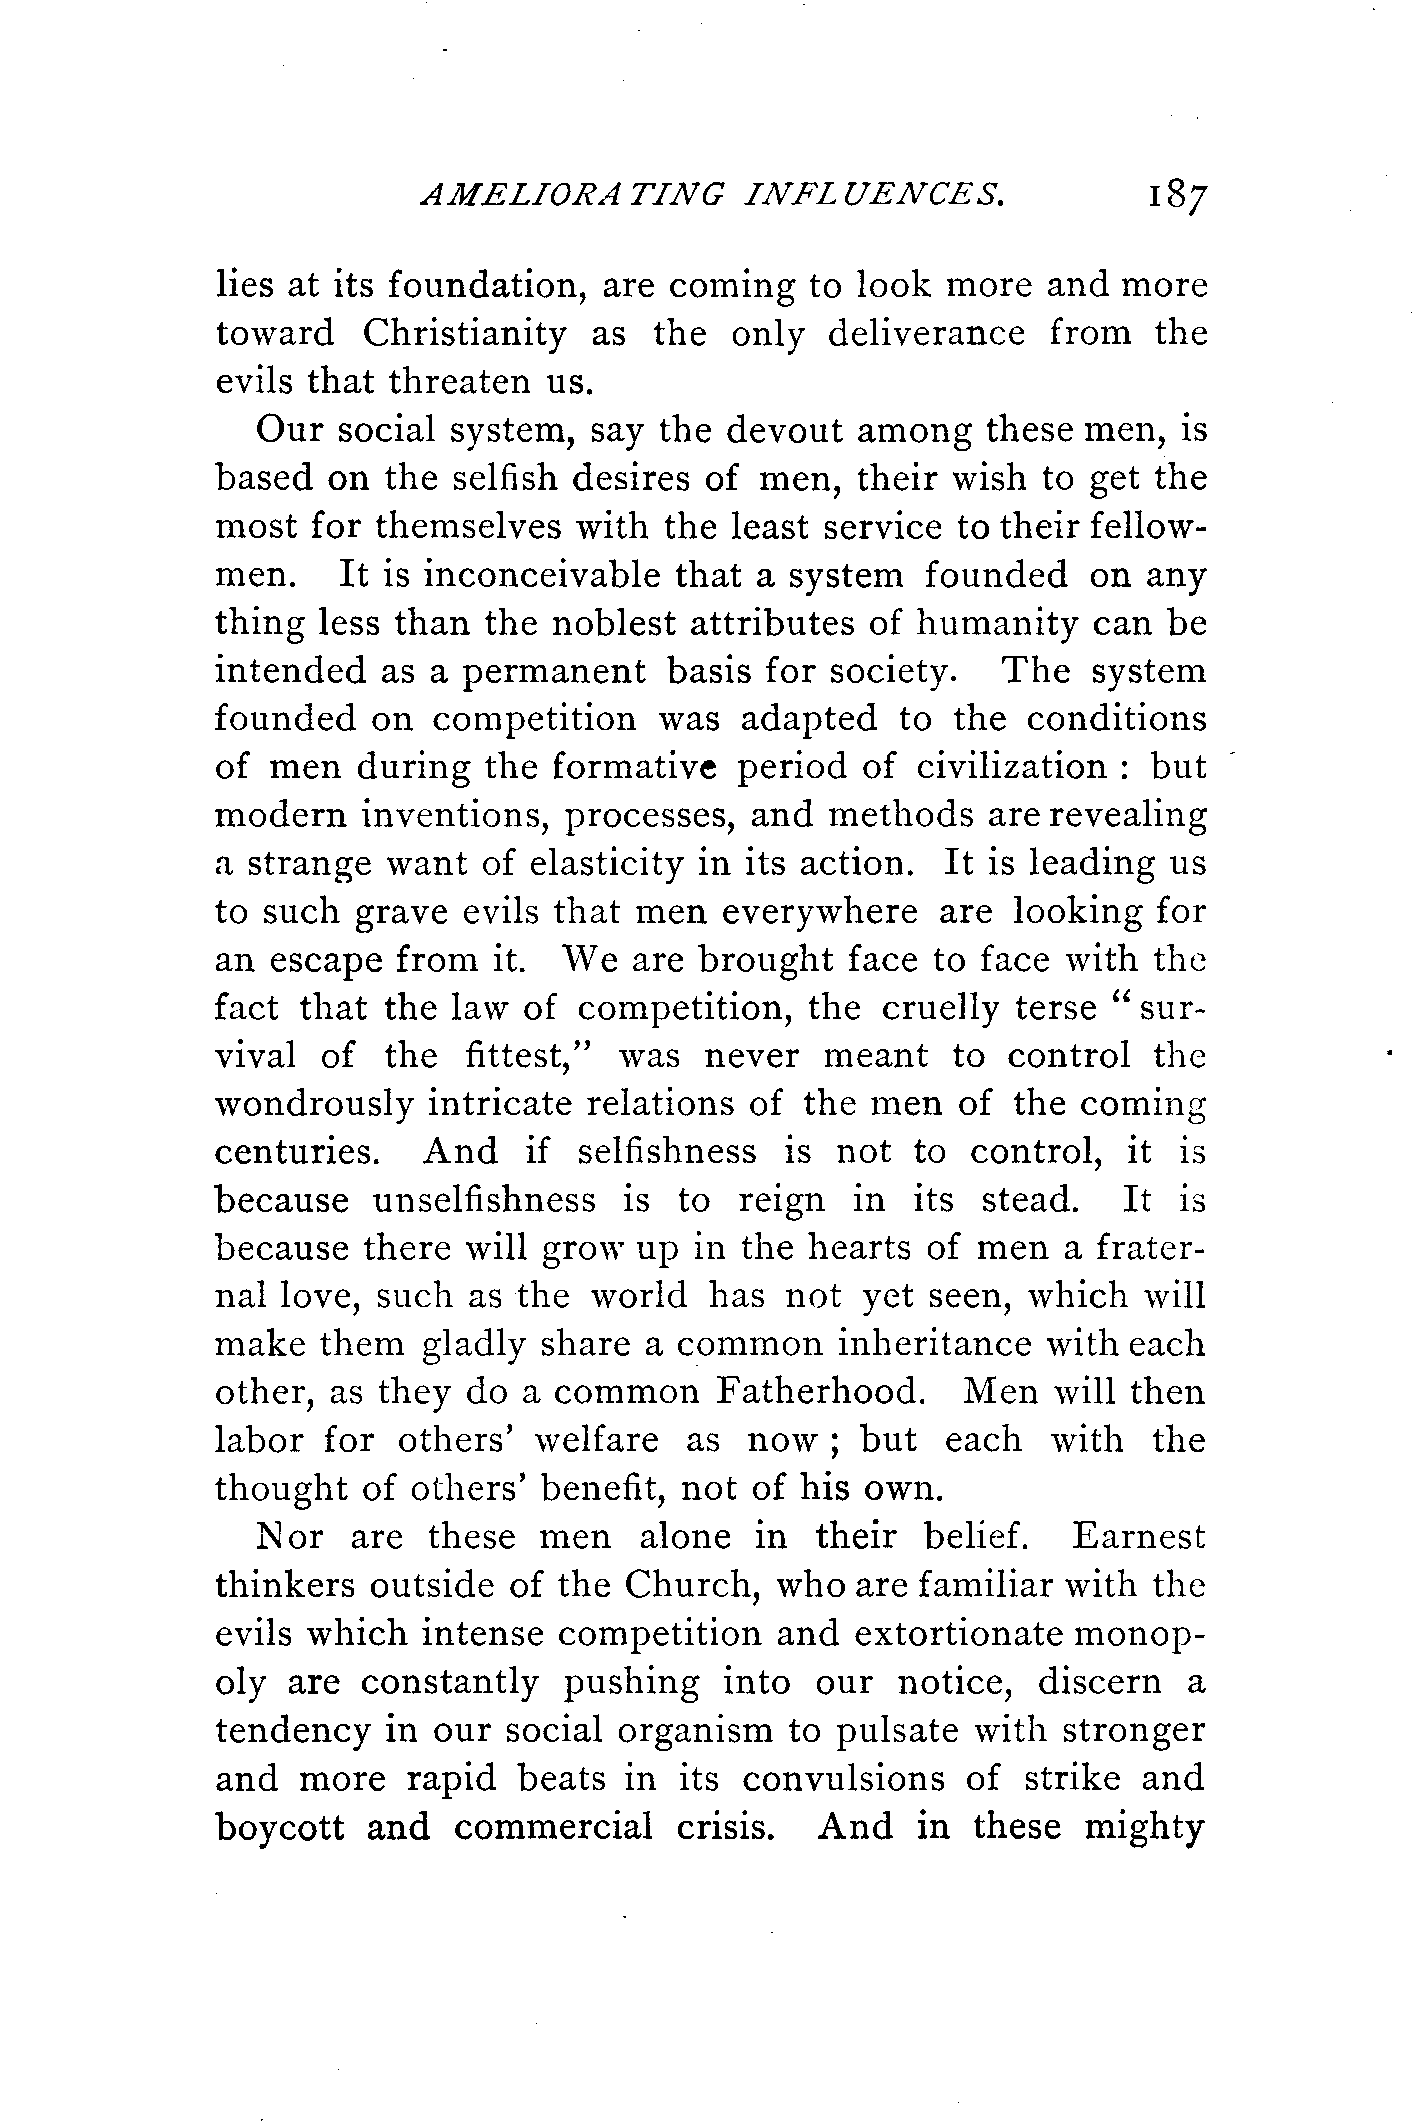 AMELIORATING INFLUENCES. 187
lies at its foundation, are coming to look more and more
toward Christianity as the only deliverance from the
evils that threaten us.
Our social system, say the devout among these men, is
based on the selfish desires of men, their wish to get the
most for themselves with the least service to their fellow-
men. It is inconceivable that a system founded on any
thing less than the noblest attributes of humanity can be
intended as a permanent basis for society. The system
founded on competition was adapted to the conditions
of men during the formative period of civilization : but
modern inventions, processes, and methods are revealing
a strange want of elasticity in its action. It is leading us
to such grave evils that men everywhere are looking for
an escape from it. We are brought face to face with the
fact that the law of competition, the cruelly terse " sur-
vival of the fittest," was never meant to control the
wondrously intricate relations of the men of the coming
centuries. And if selfishness is not to control, it is
because unselfishness is to reign in its stead. It is
because there will grow up in the hearts of men a frater-
nal love, such as the world has not yet seen, which will
make them gladly share a common inheritance with each
other, as they do a common Fatherhood. Men will then
labor for others' welfare as now ; but each with the
thought of others' benefit, not of his own.
Nor are these men alone in their belief. Earnest
thinkers outside of the Church, who are familiar with the
evils which intense competition and extortionate monop-
oly are constantly pushing into our notice, discern a
tendency in our social organism to pulsate with stronger
and more rapid beats in its convulsions of strike and
boycott and commercial crisis. And in these mighty